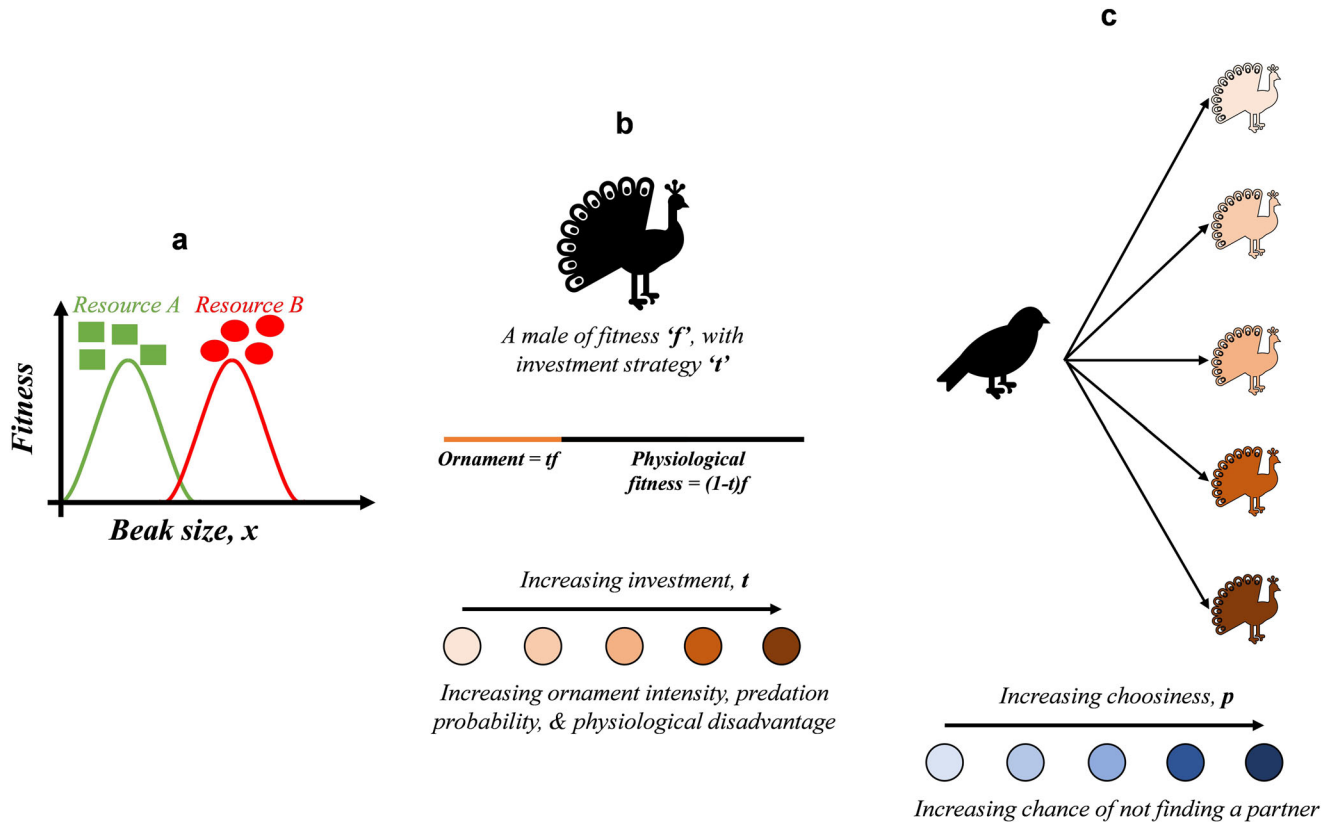 a
Resource A
Resource B
Fitness
Beak size, x
b
A male of fitness ‘f’, with
investment strategy ‘t’
Ornament = tf
Physiological
fitness = (1-t)f
Increasing investment, t
Increasing ornament intensity, predation
probability, & physiological disadvantage
c
Increasing choosiness, p
Increasing chance of not finding a partner